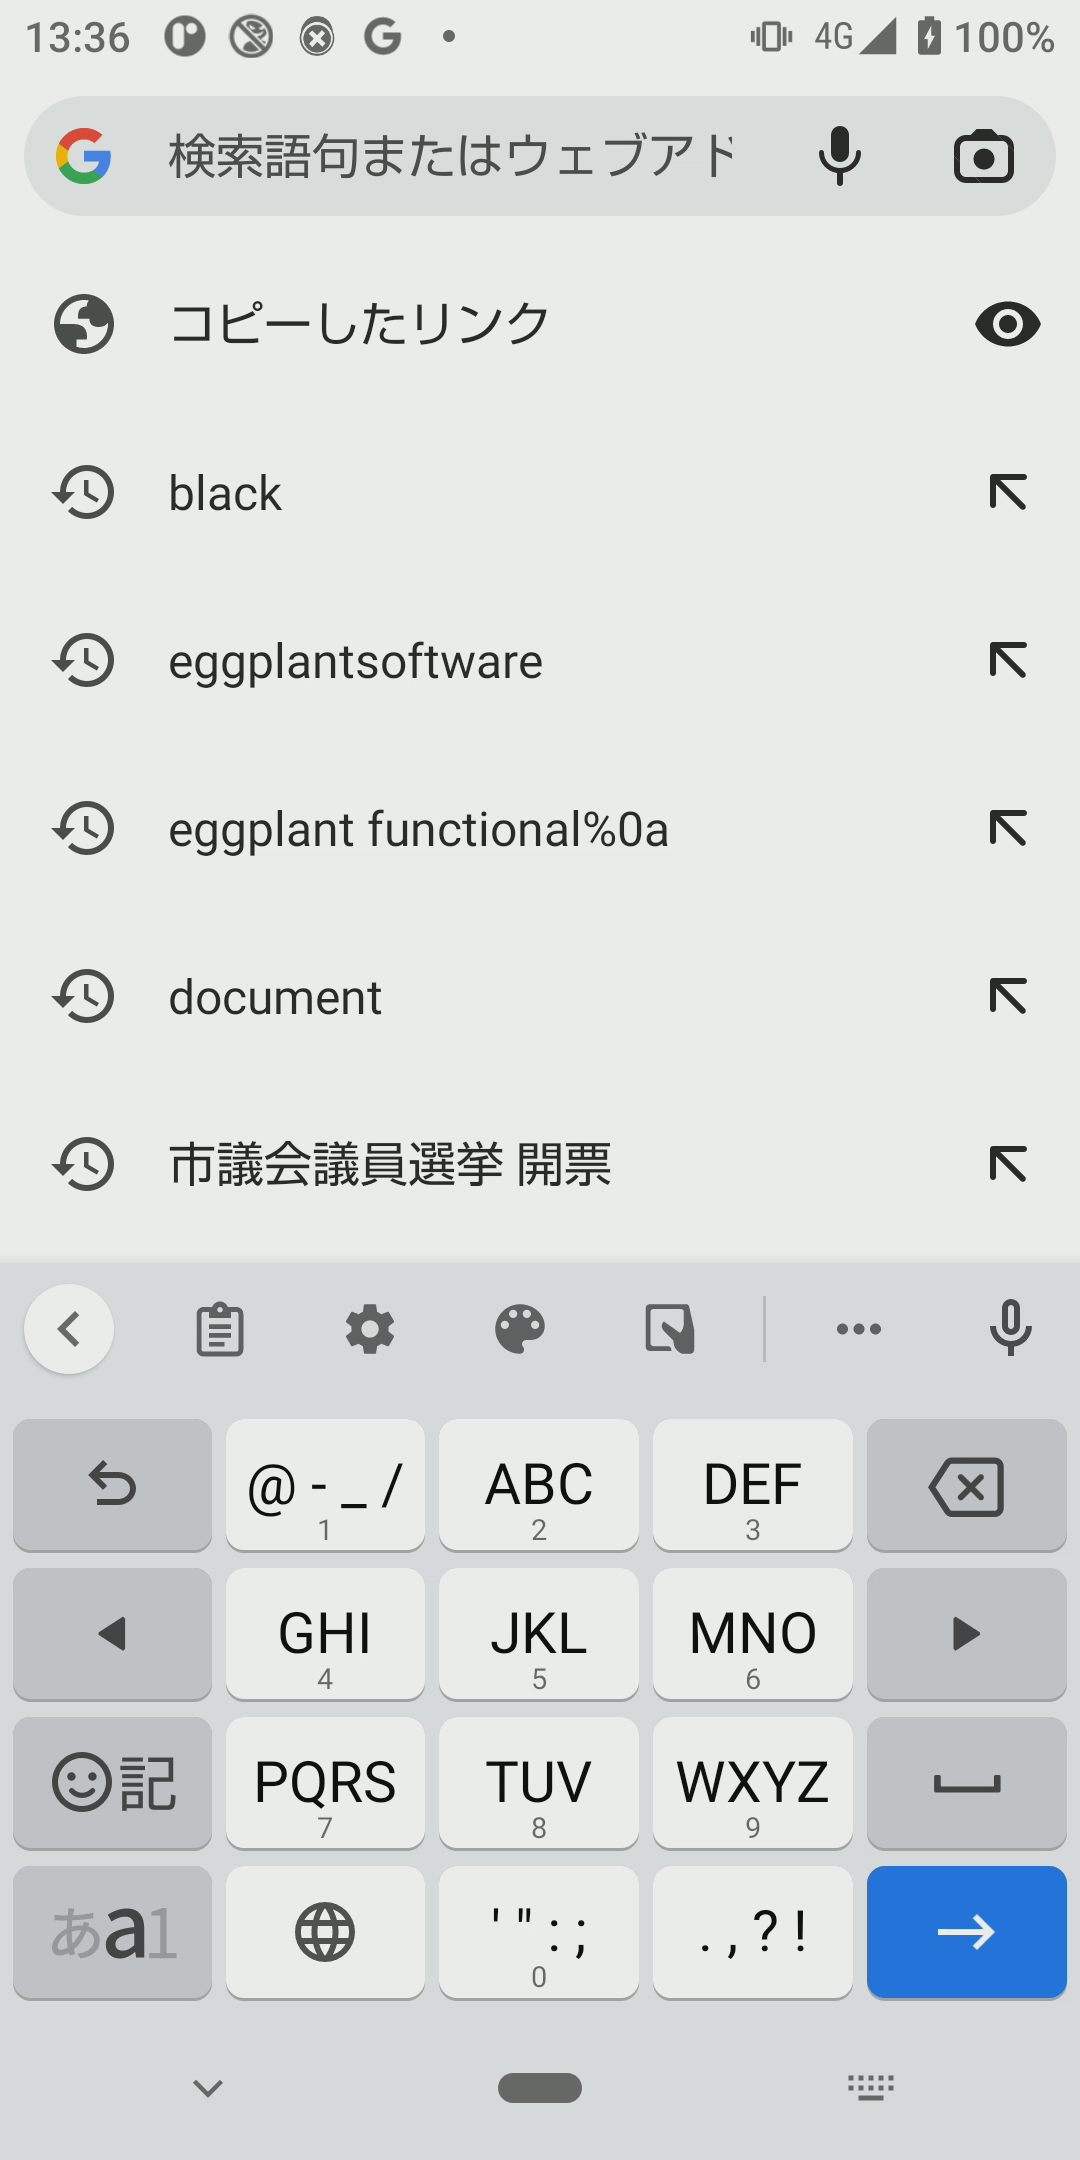 13:36 4G 100%
検索語句またはウェブアド
コピーしたリンク
black
eggplantsoftware
eggplant functional%0a
document
市議会議員選挙 開票
@ - _ / ABC DEF
1 2 3
GHI JKL MNO
4 5 6
記 PQRS TUV WXYZ
7 8 9
あa1 ' " : ; . , ? !
0